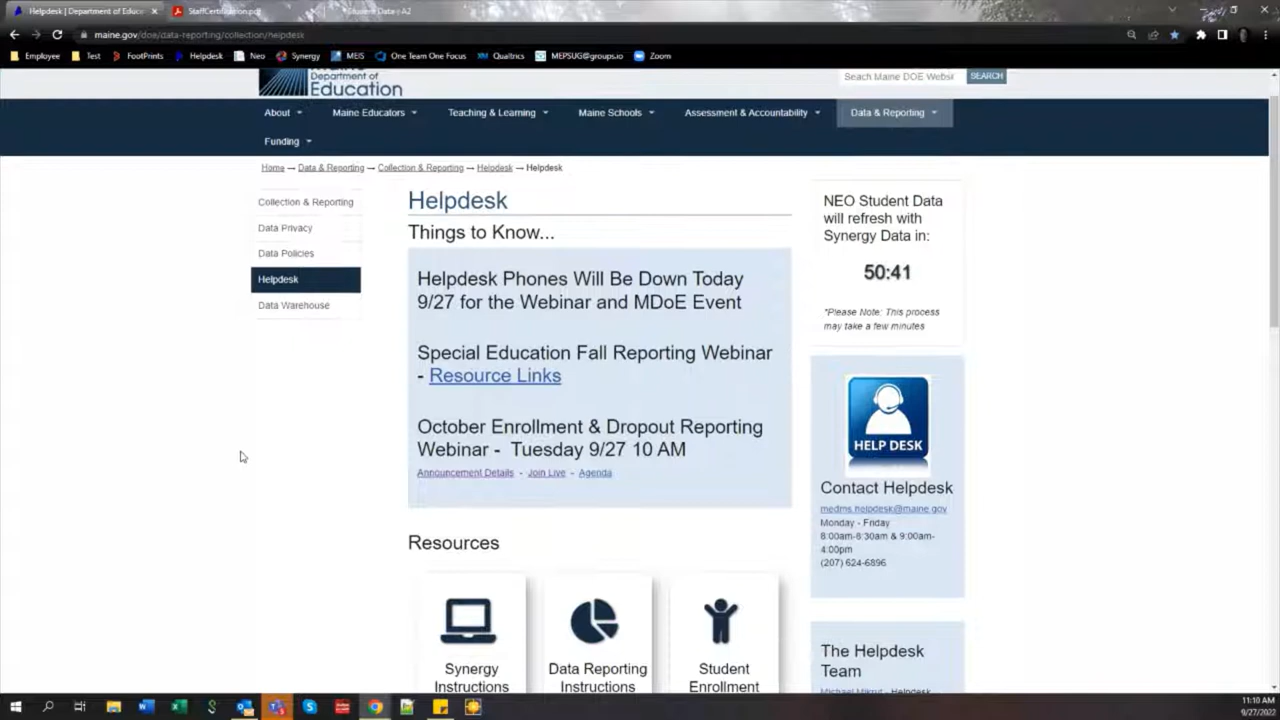 Helpdesk | Department of Educ
StaffCertification.pdf
Student Data | A2
maine.gov/doe/data-reporting/collection/helpdesk
Employee
Test
FootPrints
Helpdesk
Neo
Synergy
MEIS
One Team One Focus
Qualtrics
MEPSUG@groups.io
Zoom
Department of
Education
Seach Maine DOE Websit
SEARCH
About
Maine Educators
Teaching & Learning
Maine Schools
Assessment & Accountability
Data & Reporting
Funding
Home → Data & Reporting → Collection & Reporting → Helpdesk → Helpdesk
Collection & Reporting
Data Privacy
Data Policies
Helpdesk
Data Warehouse
Helpdesk
Things to Know...
Helpdesk Phones Will Be Down Today
9/27 for the Webinar and MDoE Event
Special Education Fall Reporting Webinar
- Resource Links
October Enrollment & Dropout Reporting
Webinar - Tuesday 9/27 10 AM
Announcement Details - Join Live - Agenda
Resources
Synergy
Instructions
Data Reporting
Instructions
Student
Enrollment
NEO Student Data
will refresh with
Synergy Data in:
50:41
*Please Note: This process
may take a few minutes
HELP DESK
Contact Helpdesk
medms.helpdesk@maine.gov
Monday - Friday
8:00am-8:30am & 9:00am-
4:00pm
(207) 624-6896
The Helpdesk
Team
11:10 AM
9/27/2022